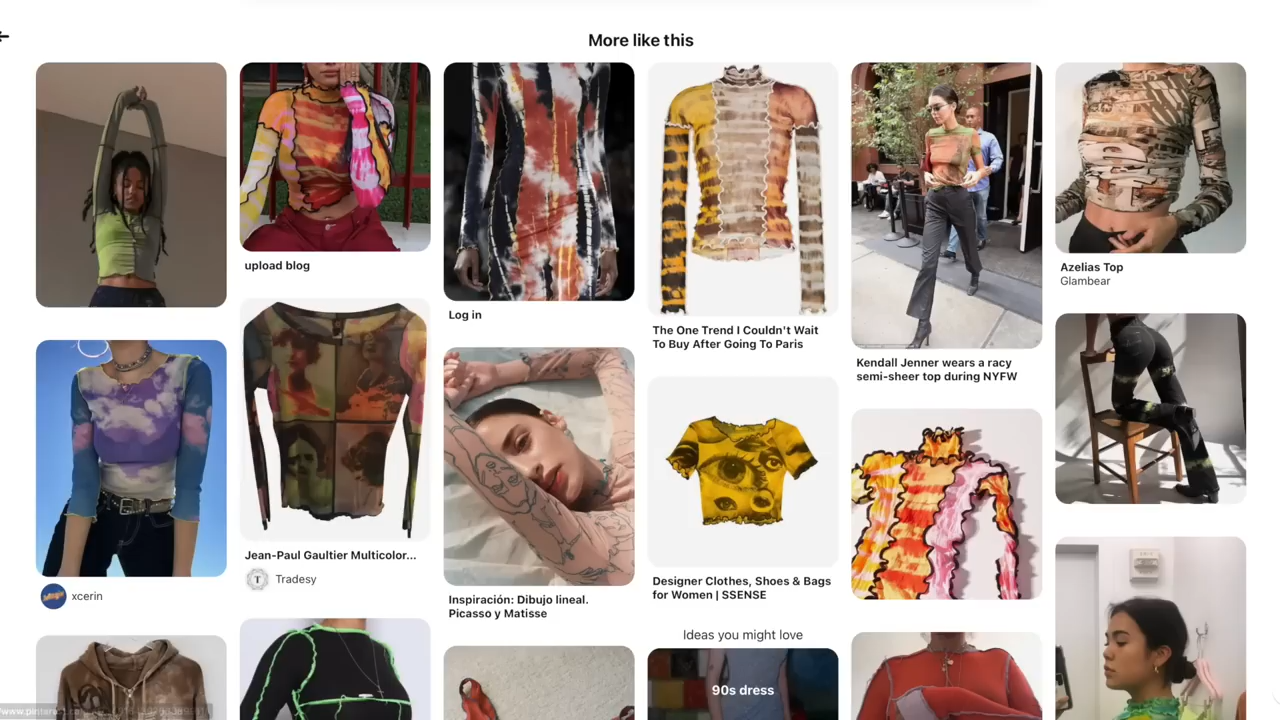 More like this
upload blog
Log in
The One Trend I Couldn't Wait
To Buy After Going To Paris
Kendall Jenner wears a racy
semi-sheer top during NYFW
Azelias Top
Glambear
xcerin
Jean-Paul Gaultier Multicolor...
T
Tradesy
Inspiración: Dibujo lineal.
Picasso y Matisse
Designer Clothes, Shoes & Bags
for Women | SSENSE
Ideas you might love
90s dress